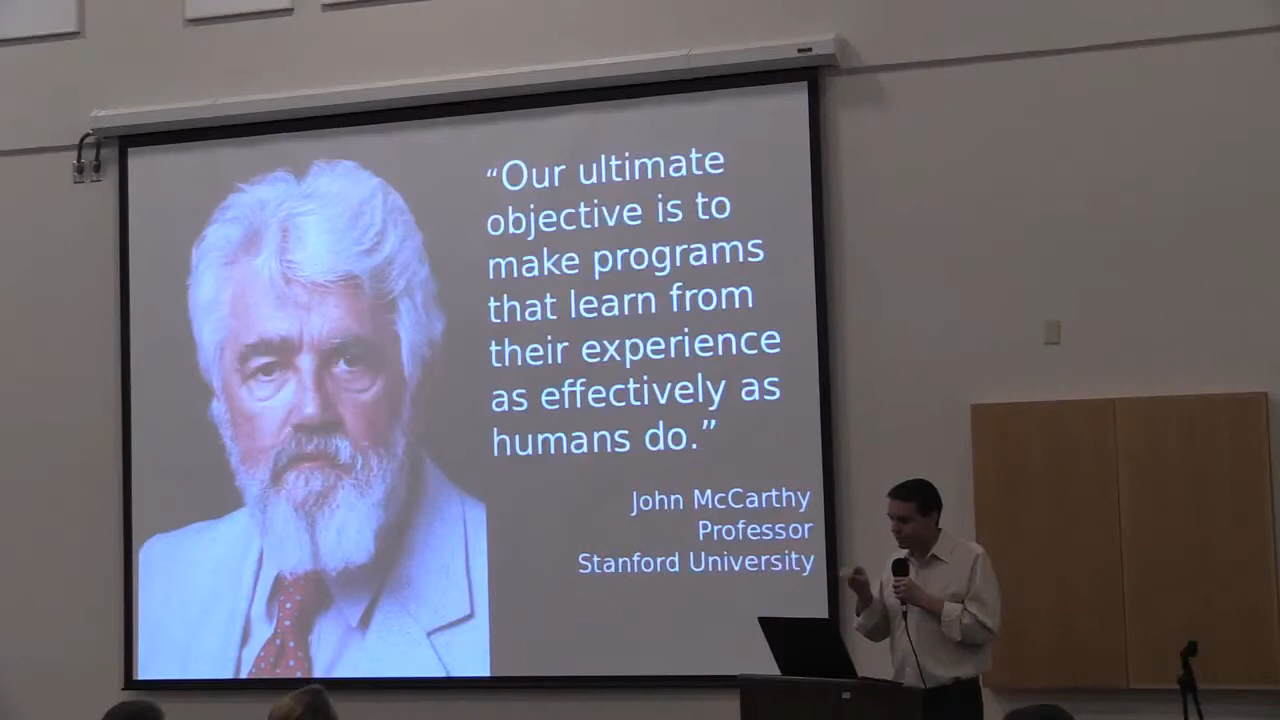 “Our ultimate
objective is to
make programs
that learn from
their experience
as effectively as
humans do.”
John McCarthy
Professor
Stanford University